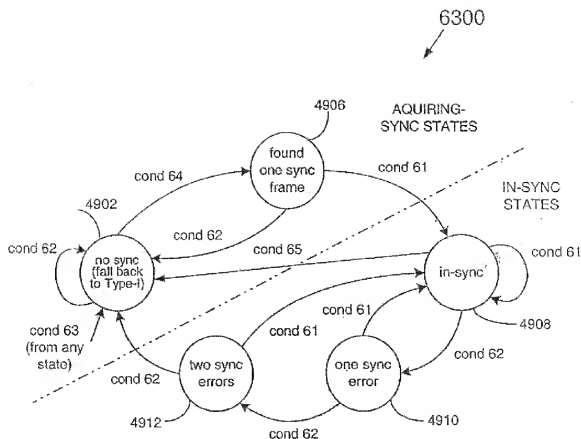 6300
4906
AQUIRING-
SYNC STATES
found
one sync
frame
cond 61
IN-SYNC
STATES
cond 64
4902
cond 62
cond 62
cond 65
no sync
(fall back
to Type-I)
in-sync
cond 61
cond 61
cond 61
4908
cond 63
(from any
state)
cond 62
two sync
errors
one sync
error
cond 62
4912
cond 62
4910